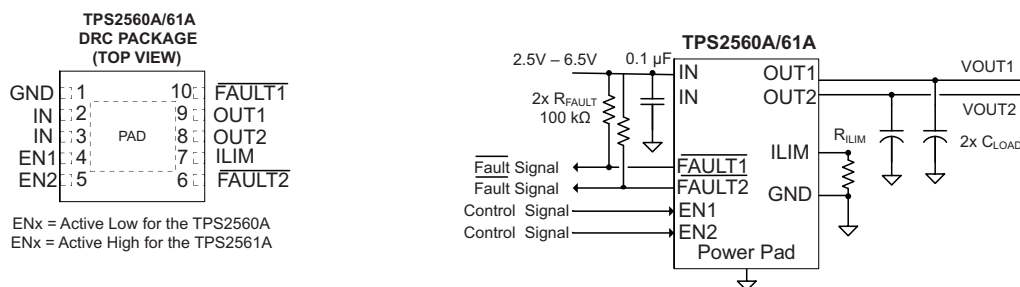 TPS2560A/61A
DRC PACKAGE
(TOP VIEW)
GND 1 10 FAULT1
IN 2 9 OUT1
IN 3 PAD 8 OUT2
EN1 4 7 ILIM
EN2 5 6 FAULT2
ENx = Active Low for the TPS2560A
ENx = Active High for the TPS2561A
TPS2560A/61A
2.5V – 6.5V
0.1 µF
2x RFAULT
100 kΩ
IN
IN
OUT1
OUT2
VOUT1
VOUT2
RILIM
2x CLOAD
ILIM
GND
Fault Signal
Fault Signal
Control Signal
Control Signal
FAULT1
FAULT2
EN1
EN2
Power Pad